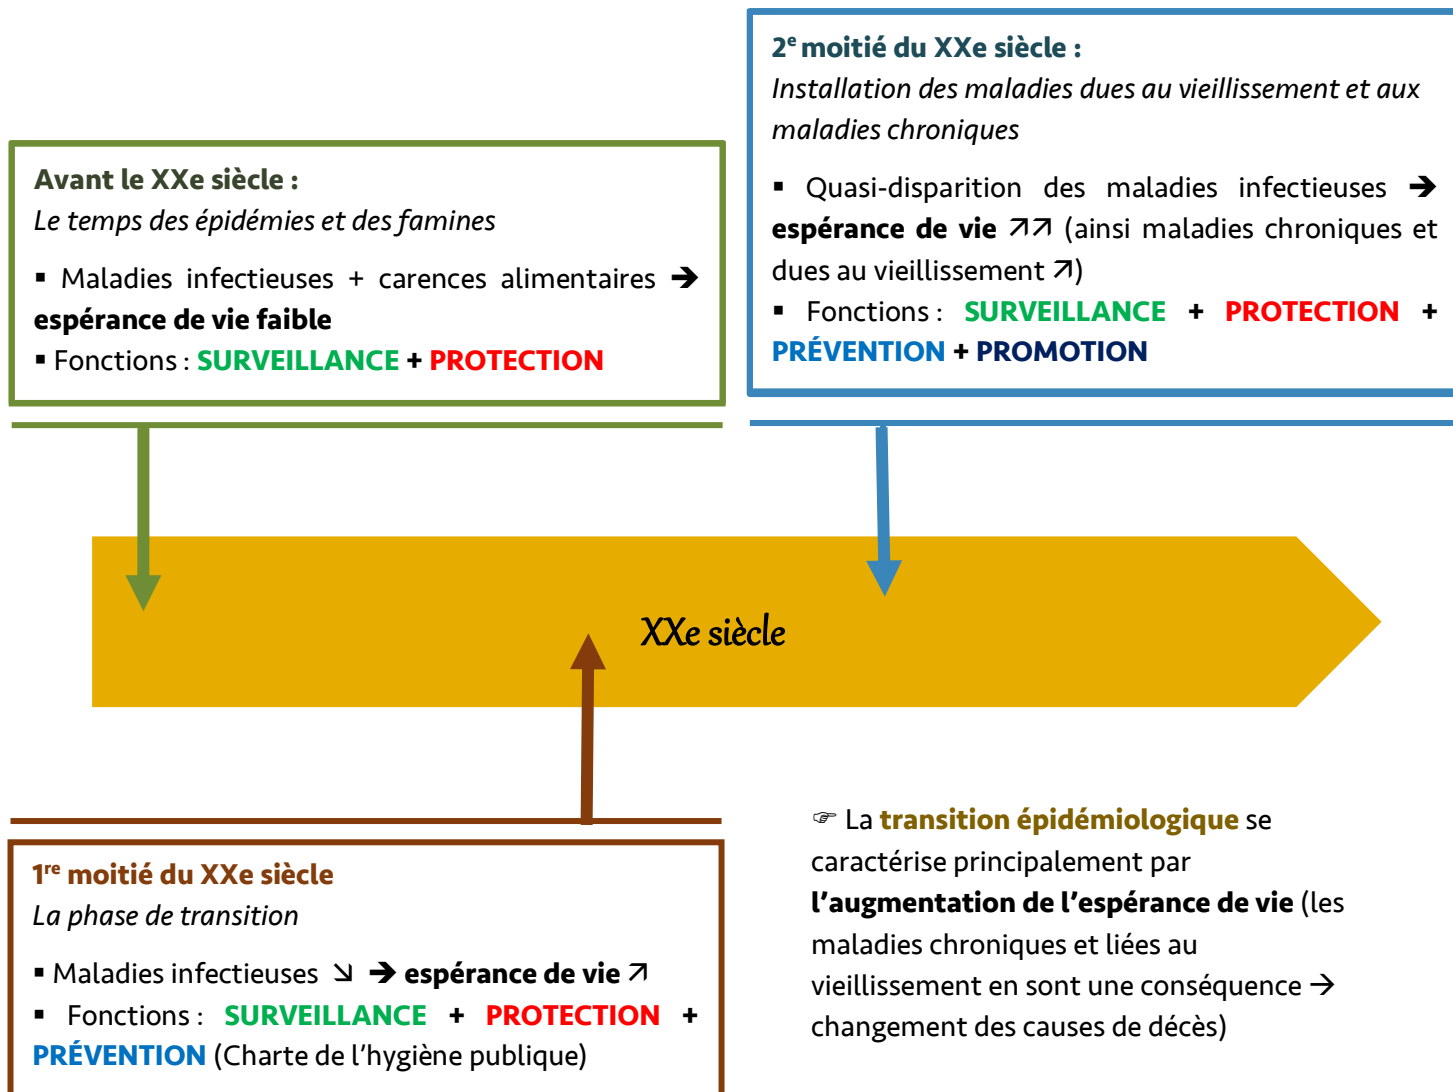 Avant le XXe siècle :
Le temps des épidémies et des famines
▪ Maladies infectieuses + carences alimentaires ➔
espérance de vie faible
▪ Fonctions : SURVEILLANCE + PROTECTION
2e moitié du XXe siècle :
Installation des maladies dues au vieillissement et aux
maladies chroniques
▪ Quasi-disparition des maladies infectieuses ➔
espérance de vie ↗↗ (ainsi maladies chroniques et
dues au vieillissement ↗)
▪ Fonctions : SURVEILLANCE + PROTECTION +
PRÉVENTION + PROMOTION
XXe siècle
1re moitié du XXe siècle
La phase de transition
▪ Maladies infectieuses ↘ ➔ espérance de vie ↗
▪ Fonctions : SURVEILLANCE + PROTECTION +
PRÉVENTION (Charte de l'hygiène publique)
☞ La transition épidémiologique se
caractérise principalement par
l'augmentation de l'espérance de vie (les
maladies chroniques et liées au
vieillissement en sont une conséquence →
changement des causes de décès)